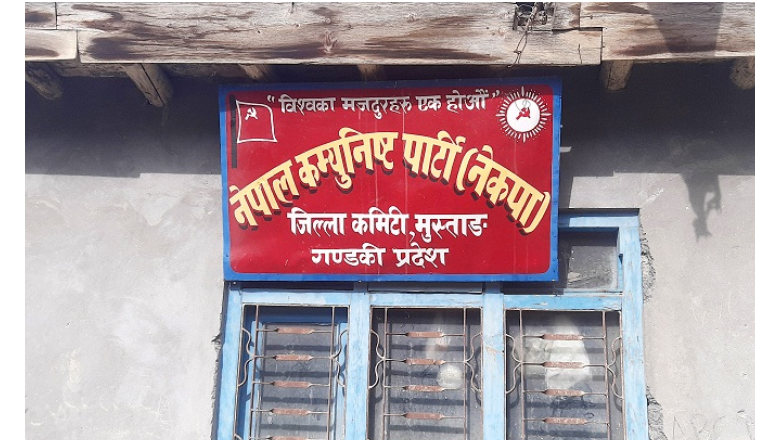 "विश्वका मजदुरहरु एक होऔं"
नेपाल कम्युनिष्ट पार्टी (नेकपा)
जिल्ला कमिटी, मुस्ताङ
गण्डकी प्रदेश